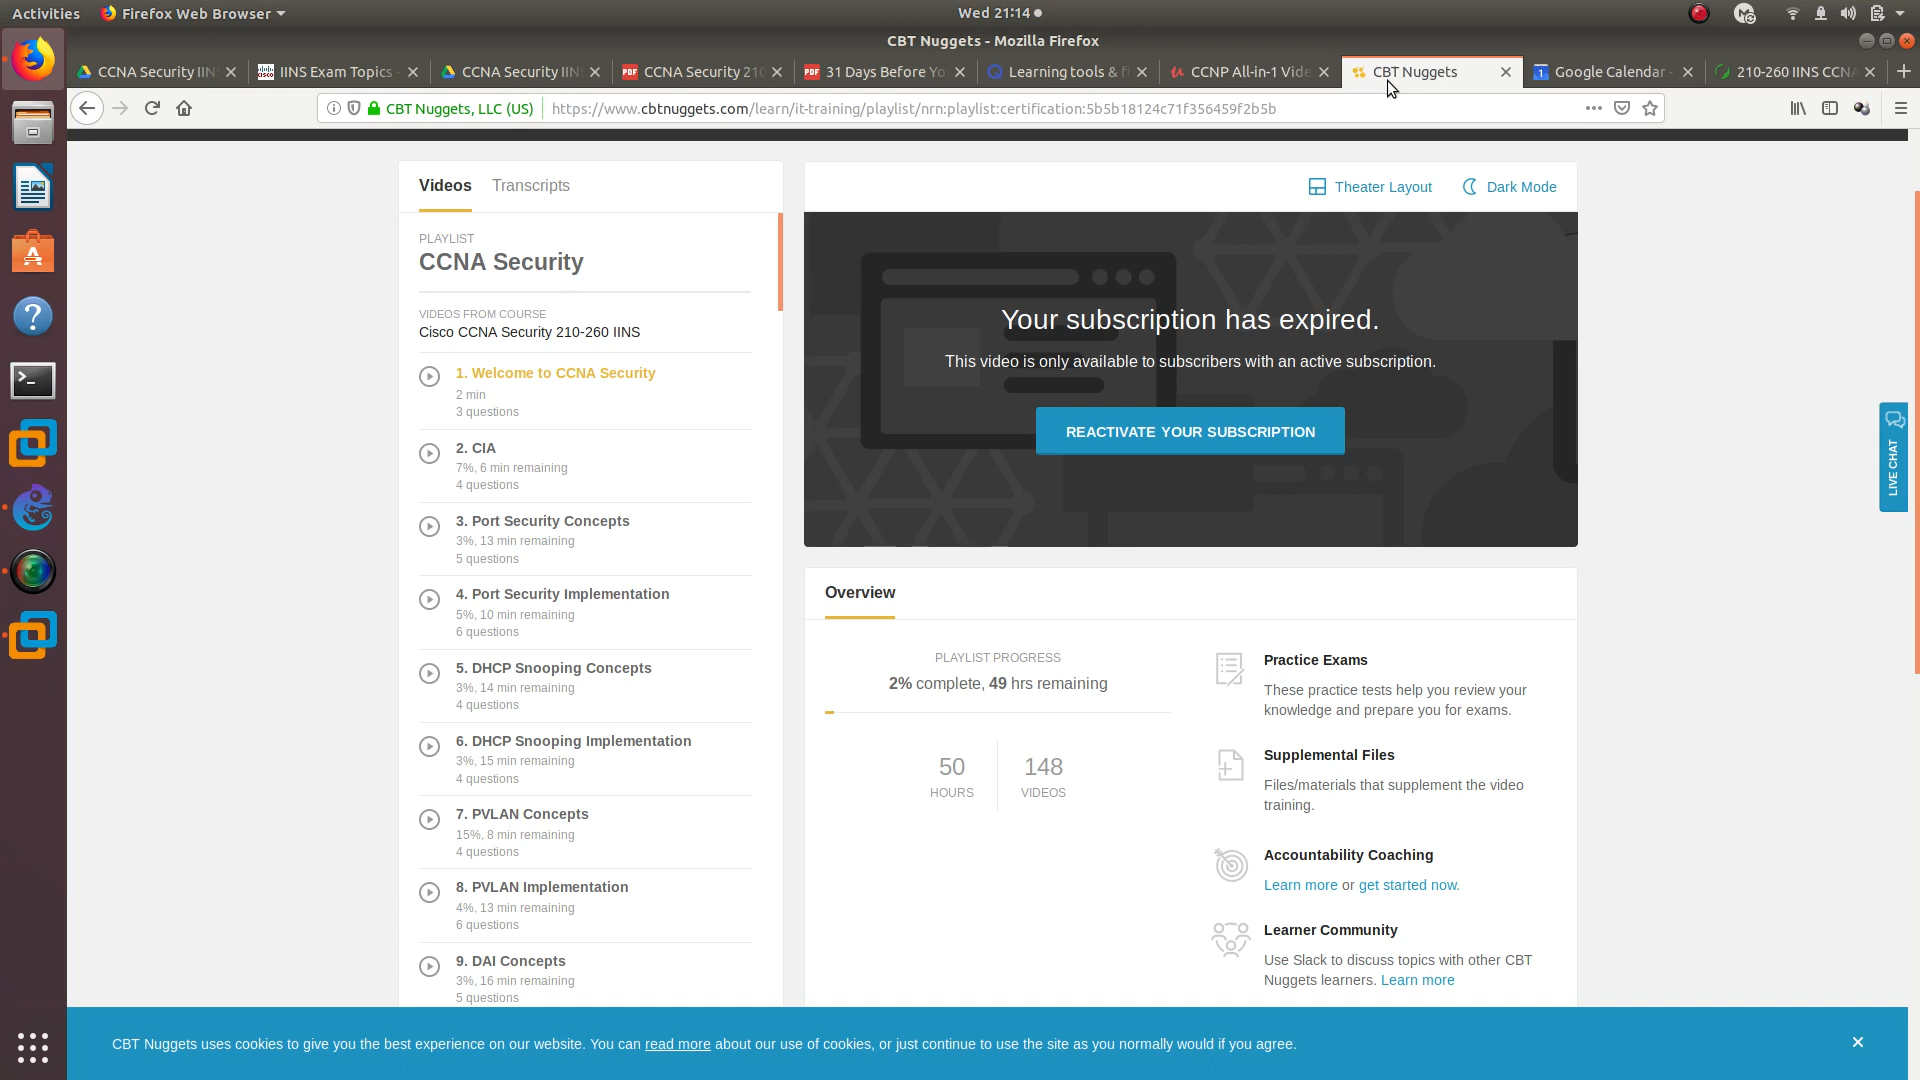 Activities
Firefox Web Browser
Wed 21:14
CBT Nuggets - Mozilla Firefox
CCNA Security IIN
IINS Exam Topics -
CCNA Security IIN
CCNA Security 210
31 Days Before Yo
Learning tools & fl
CCNP All-in-1 Vide
CBT Nuggets
Google Calendar -
210-260 IINS CCNA
CBT Nuggets, LLC (US)
https://www.cbtnuggets.com/learn/it-training/playlist/nrn:playlist:certification:5b5b18124c71f356459f2b5b
Videos
Transcripts
PLAYLIST
CCNA Security
VIDEOS FROM COURSE
Cisco CCNA Security 210-260 IINS
1. Welcome to CCNA Security
2 min
3 questions
2. CIA
7%, 6 min remaining
4 questions
3. Port Security Concepts
3%, 13 min remaining
5 questions
4. Port Security Implementation
5%, 10 min remaining
6 questions
5. DHCP Snooping Concepts
3%, 14 min remaining
4 questions
6. DHCP Snooping Implementation
3%, 15 min remaining
4 questions
7. PVLAN Concepts
15%, 8 min remaining
4 questions
8. PVLAN Implementation
4%, 13 min remaining
6 questions
9. DAI Concepts
3%, 16 min remaining
5 questions
Theater Layout
Dark Mode
Your subscription has expired.
This video is only available to subscribers with an active subscription.
REACTIVATE YOUR SUBSCRIPTION
Overview
PLAYLIST PROGRESS
2% complete, 49 hrs remaining
50
HOURS
148
VIDEOS
Practice Exams
These practice tests help you review your
knowledge and prepare you for exams.
Supplemental Files
Files/materials that supplement the video
training.
Accountability Coaching
Learn more or get started now.
Learner Community
Use Slack to discuss topics with other CBT
Nuggets learners. Learn more
LIVE CHAT
CBT Nuggets uses cookies to give you the best experience on our website. You can read more about our use of cookies, or just continue to use the site as you normally would if you agree.